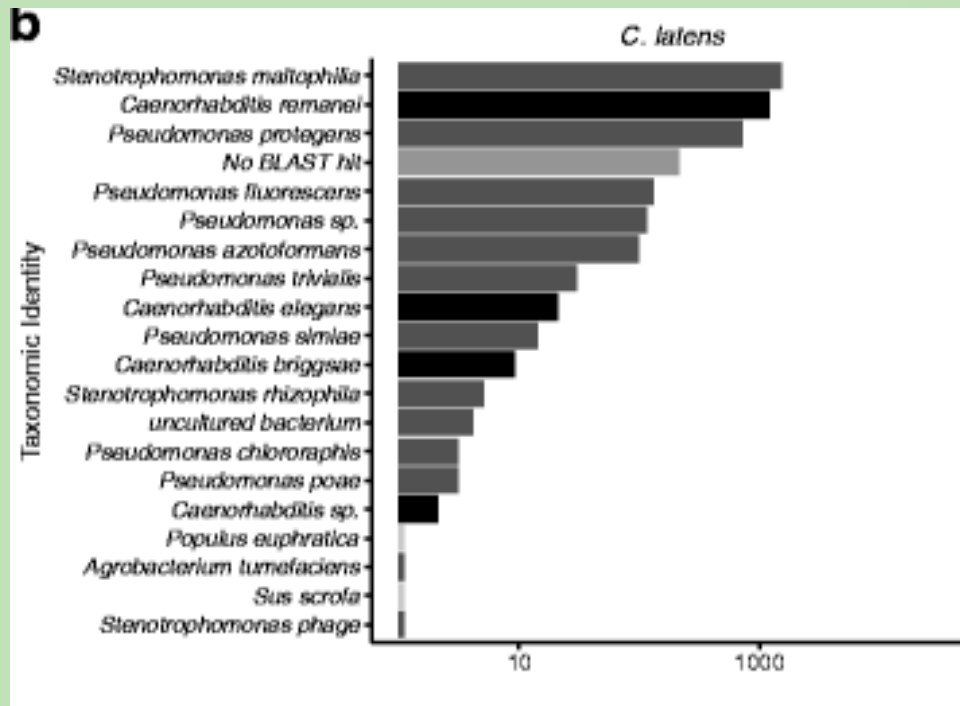 b
C. latens
Taxonomic Identity
Stenotrophomonas maltophilia
Caenorhabditis remanei
Pseudomonas protegens
No BLAST hit
Pseudomonas fluorescens
Pseudomonas sp.
Pseudomonas azotoformans
Pseudomonas trivialis
Caenorhabditis elegans
Pseudomonas simiae
Caenorhabditis briggsae
Stenotrophomonas rhizophila
uncultured bacterium
Pseudomonas chlororaphis
Pseudomonas poae
Caenorhabditis sp.
Populus euphratica
Agrobacterium tumefaciens
Sus scrofa
Stenotrophomonas phage
10 1000